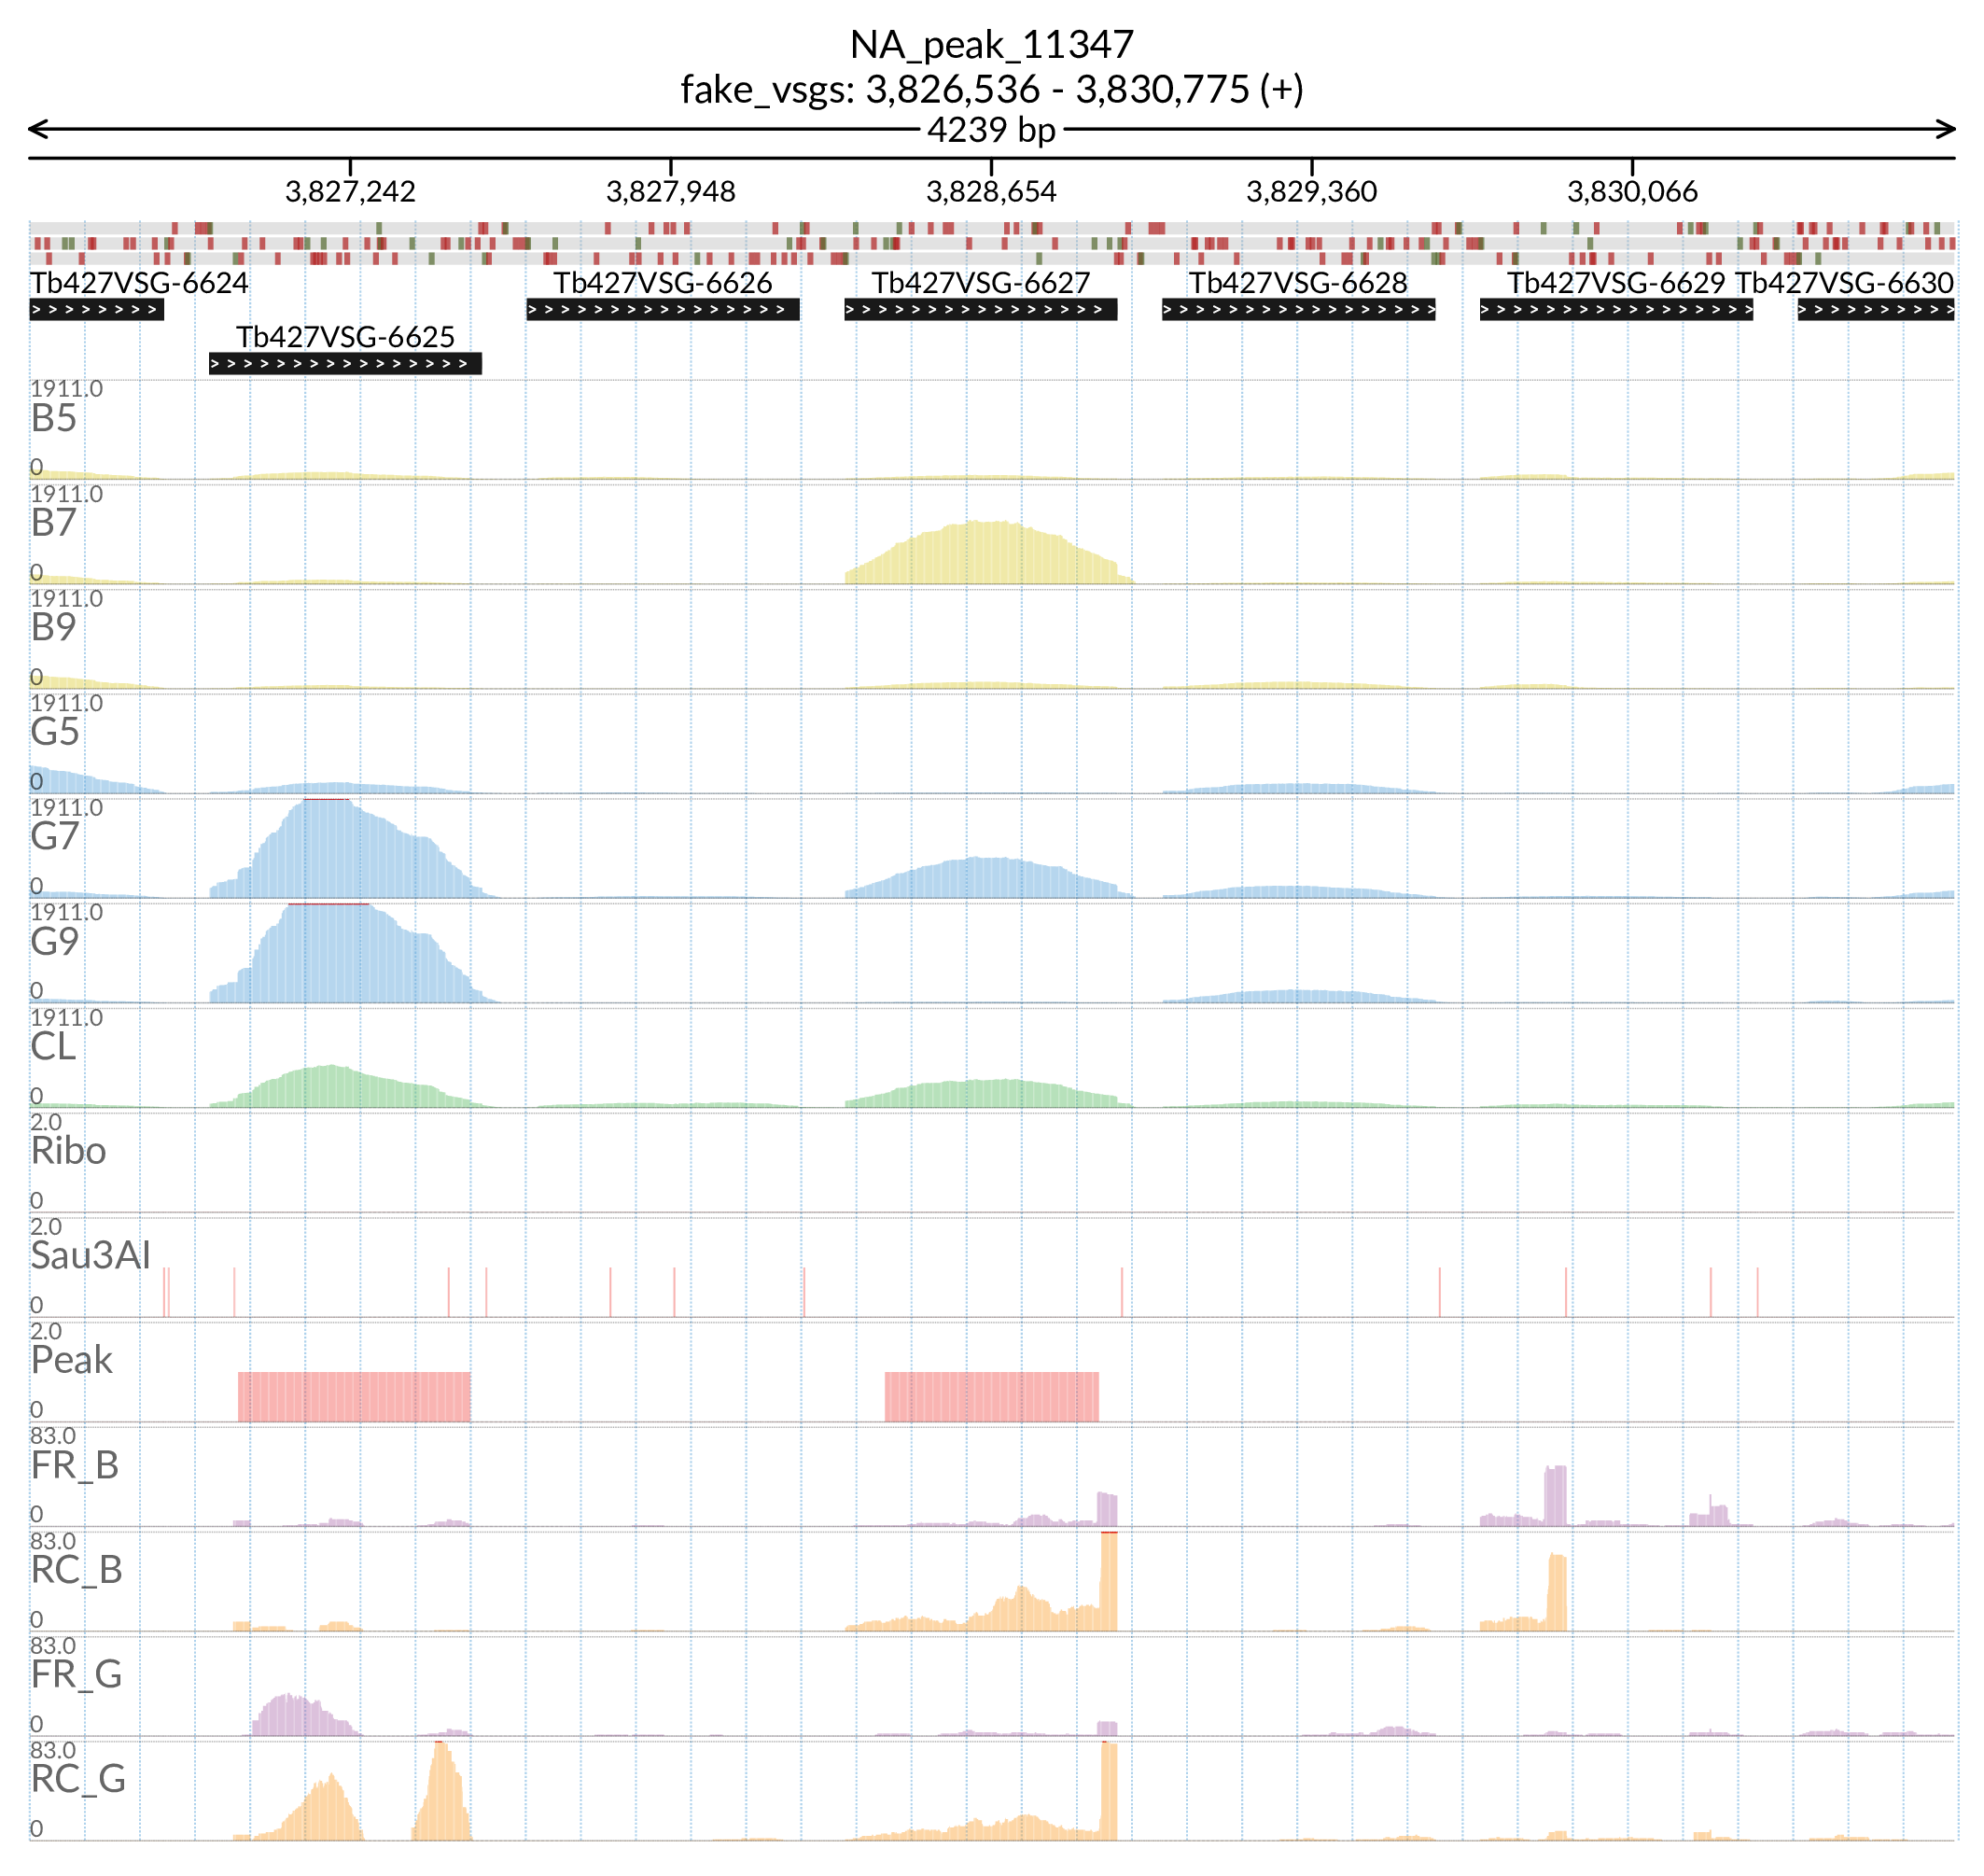 NA_peak_11347
fake_vsgs: 3,826,536 - 3,830,775 (+)
4239 bp
3,827,242 3,827,948 3,828,654 3,829,360 3,830,066
Tb427VSG-6624 Tb427VSG-6626 Tb427VSG-6627 Tb427VSG-6628 Tb427VSG-6629 Tb427VSG-6630
Tb427VSG-6625
1911.0
B5
0
1911.0
B7
0
1911.0
B9
0
1911.0
G5
0
1911.0
G7
0
1911.0
G9
0
1911.0
CL
0
2.0
Ribo
0
2.0
Sau3AI
0
2.0
Peak
0
83.0
FR_B
0
83.0
RC_B
0
83.0
FR_G
0
83.0
RC_G
0